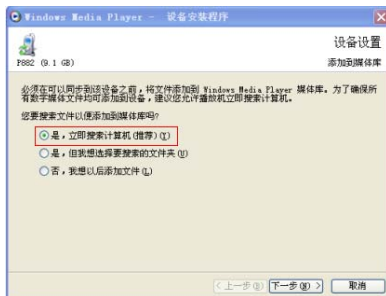 Windows Media Player - 设备安装程序
设备设置
P882 (9.1 GB)
添加到媒体库
必须在可以同步到该设备之前，将文件添加到 Windows Media Player 媒体库。为了确保所
有数字媒体文件均可添加到设备，建议您允许播放机立即搜索计算机。
您要搜索文件以便添加到媒体库吗?
是，立即搜索计算机(推荐)(Y)
是，但我想选择要搜索的文件夹(U)
否，我想以后添加文件(L)
<上一步(B) 下一步(N)> 取消